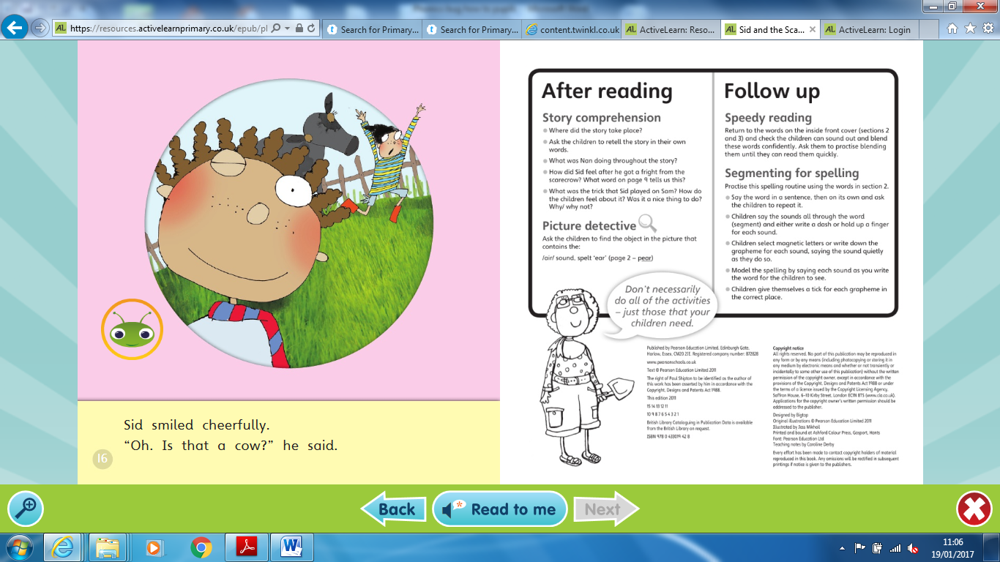 https://resources.activelearnprimary.co.uk/epub/pl
Search for Primary...
Search for Primary...
content.twinkl.co.uk
ActiveLearn: Reso...
Sid and the Sca...
ActiveLearn: Login
Sid smiled cheerfully.
“Oh. Is that a cow?” he said.
16
After reading
Story comprehension
Where did the story take place?
Ask the children to retell the story in their own
words.
What was Nan doing throughout the story?
How did Sid feel after he got a fright from the
scarecrow? What word on page 9 tells us this?
What was the trick that Sid played on Sam? How do
the children feel about it? Was it a nice thing to do?
Why/ why not?
Picture detective
Ask the children to find the object in the picture that
contains the:
/air/ sound, spelt ‘ear’ (page 2 – pear)
Follow up
Speedy reading
Return to the words on the inside front cover (sections 2
and 3) and check the children can sound out and blend
these words confidently. Ask them to practise blending
them until they can read them quickly.
Segmenting for spelling
Practise this spelling routine using the words in section 2.
Say the word in a sentence, then on its own and ask
the children to repeat it.
Children say the sounds all through the word
(segment) and either write a dash or hold up a finger
for each sound.
Children select magnetic letters or write down the
grapheme for each sound, saying the sound quietly
as they do so.
Model the spelling by saying each sound as you write
the word for the children to see.
Children give themselves a tick for each grapheme in
the correct place.
Don’t necessarily
do all of the activities
– just those that your
children need.
Published by Pearson Education Limited, Edinburgh Gate,
Harlow, Essex, CM20 2JE. Registered company number: 872828
www.pearsonschools.co.uk
Text © Pearson Education Limited 2011
The right of Paul Shipton to be identified as the author of
this work has been asserted by him in accordance with the
Copyright, Designs and Patents Act 1988.
This edition 2011
15 14 13 12 11
10 9 8 7 6 5 4 3 2 1
British Library Cataloguing in Publication Data is available
from the British Library on request.
ISBN 978 0 433019 42 8
Copyright notice
All rights reserved. No part of this publication may be reproduced in
any form or by any means (including photocopying or storing it in
any medium by electronic means and whether or not transiently or
incidentally to some other use of this publication) without the written
permission of the copyright owner, except in accordance with the
provisions of the Copyright, Designs and Patents Act 1988 or under
the terms of a licence issued by the Copyright Licensing Agency,
Saffron House, 6–10 Kirby Street, London EC1N 8TS (www.cla.co.uk).
Applications for the copyright owner’s written permission should be
addressed to the publisher.
Designed by Bigtop
Original illustrations © Pearson Education Limited 2011
Illustrated by Jess Mikhail
Printed and bound at Ashford Colour Press, Gosport, Hants
Font: Pearson Education Ltd
Teaching notes by Caroline Derby
Every effort has been made to contact copyright holders of material
reproduced in this book. Any omissions will be rectified in subsequent
printings if notice is given to the publishers.
Back
Read to me
Next
11:06
19/01/2017